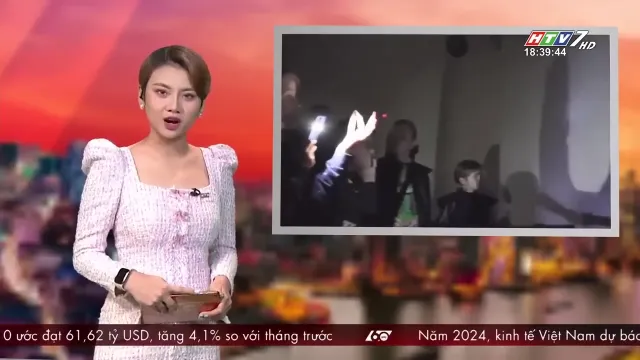 HTV7 HD
18:39:44
0 ước đạt 61,62 tỷ USD, tăng 4,1% so với tháng trước 60 Năm 2024, kinh tế Việt Nam dự báo